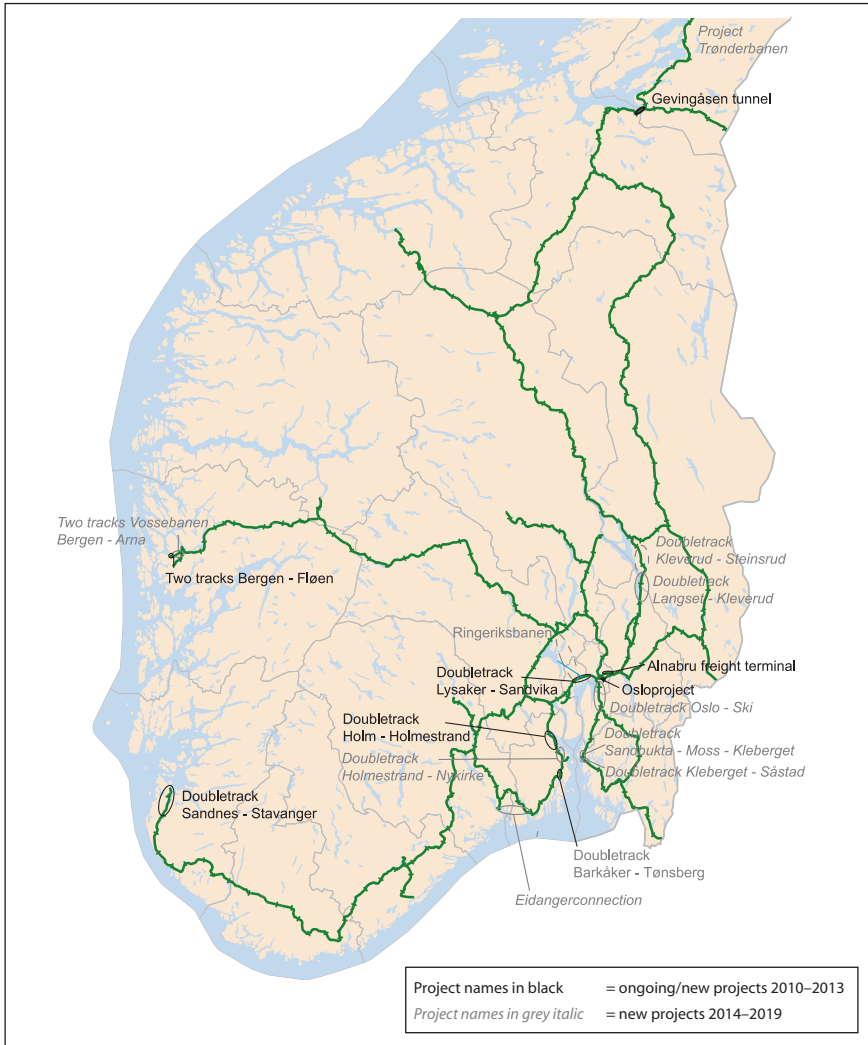 Project
Trønderbanen
Gevingåsen tunnel
Two tracks Vossebanen
Bergen - Arna
Two tracks Bergen - Fløen
Doubletrack
Kleverud - Steinsrud
Doubletrack
Langset - Kleverud
Ringeriksbanen
Alnabru freight terminal
Doubletrack
Lysaker - Sandvika
Osloproject
Doubletrack Oslo - Ski
Doubletrack
Holm - Holmestrand
Doubletrack
Sandbukta - Moss - Kleberget
Doubletrack
Holmestrand - Nykirke
Doubletrack Kleberget - Såstad
Doubletrack
Sandnes - Stavanger
Doubletrack
Barkåker - Tønsberg
Eidangerconnection
Project names in black = ongoing/new projects 2010–2013
Project names in grey italic = new projects 2014–2019